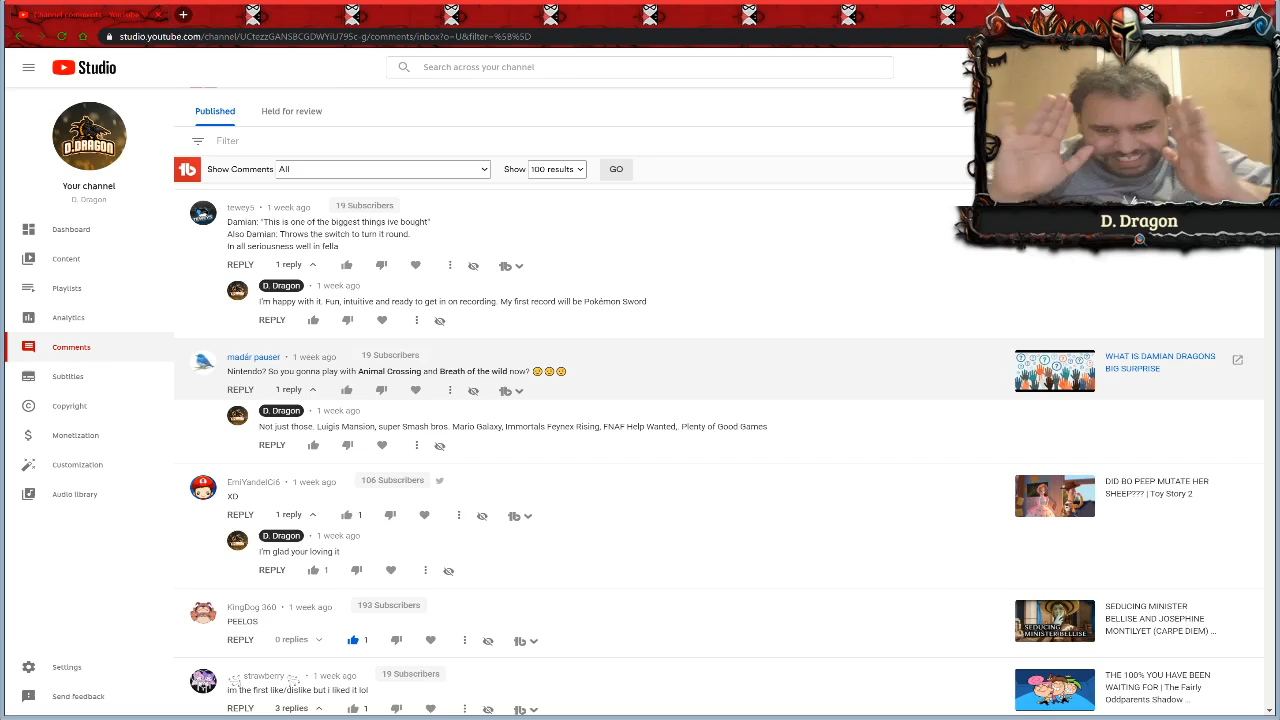 Channel comments - YouTube
studio.youtube.com/channel/UCtezzGANSBCGDWYiU795c-g/comments/inbox?o=U&filter=%5B%5D
Studio
Search across your channel
D.DRAGON
Your channel
D. Dragon
Dashboard
Content
Playlists
Analytics
Comments
Subtitles
Copyright
Monetization
Customization
Audio library
Settings
Send feedback
Published Held for review
Filter
Show Comments All Show 100 results GO
D. Dragon
tewey5 • 1 week ago 19 Subscribers
Damian: "This is one of the biggest things ive bought"
Also Damian: Throws the switch to turn it round.
In all seriousness well in fella
REPLY 1 reply
D. Dragon • 1 week ago
I'm happy with it. Fun, intuitive and ready to get in on recording. My first record will be Pokémon Sword
REPLY
madár pauser • 1 week ago 19 Subscribers
Nintendo? So you gonna play with Animal Crossing and Breath of the wild now?
REPLY 1 reply
WHAT IS DAMIAN DRAGONS
BIG SURPRISE
D. Dragon • 1 week ago
Not just those. Luigis Mansion, super Smash bros. Mario Galaxy, Immortals Feynex Rising, FNAF Help Wanted,. Plenty of Good Games
REPLY
EmiYandelCi6 • 1 week ago 106 Subscribers
XD
REPLY 1 reply 1
DID BO PEEP MUTATE HER
SHEEP??? | Toy Story 2
D. Dragon • 1 week ago
I'm glad your loving it
REPLY 1
KingDog 360 • 1 week ago 193 Subscribers
PEELOS
REPLY 0 replies 1
SEDUCING
MINISTER BELLISE
SEDUCING MINISTER
BELLISE AND JOSEPHINE
MONTILYET (CARPE DIEM) ...
strawberry • 1 week ago 19 Subscribers
im the first like/dislike but i liked it lol
REPLY 3 replies 1
THE 100% YOU HAVE BEEN
WAITING FOR | The Fairly
Oddparents Shadow ...